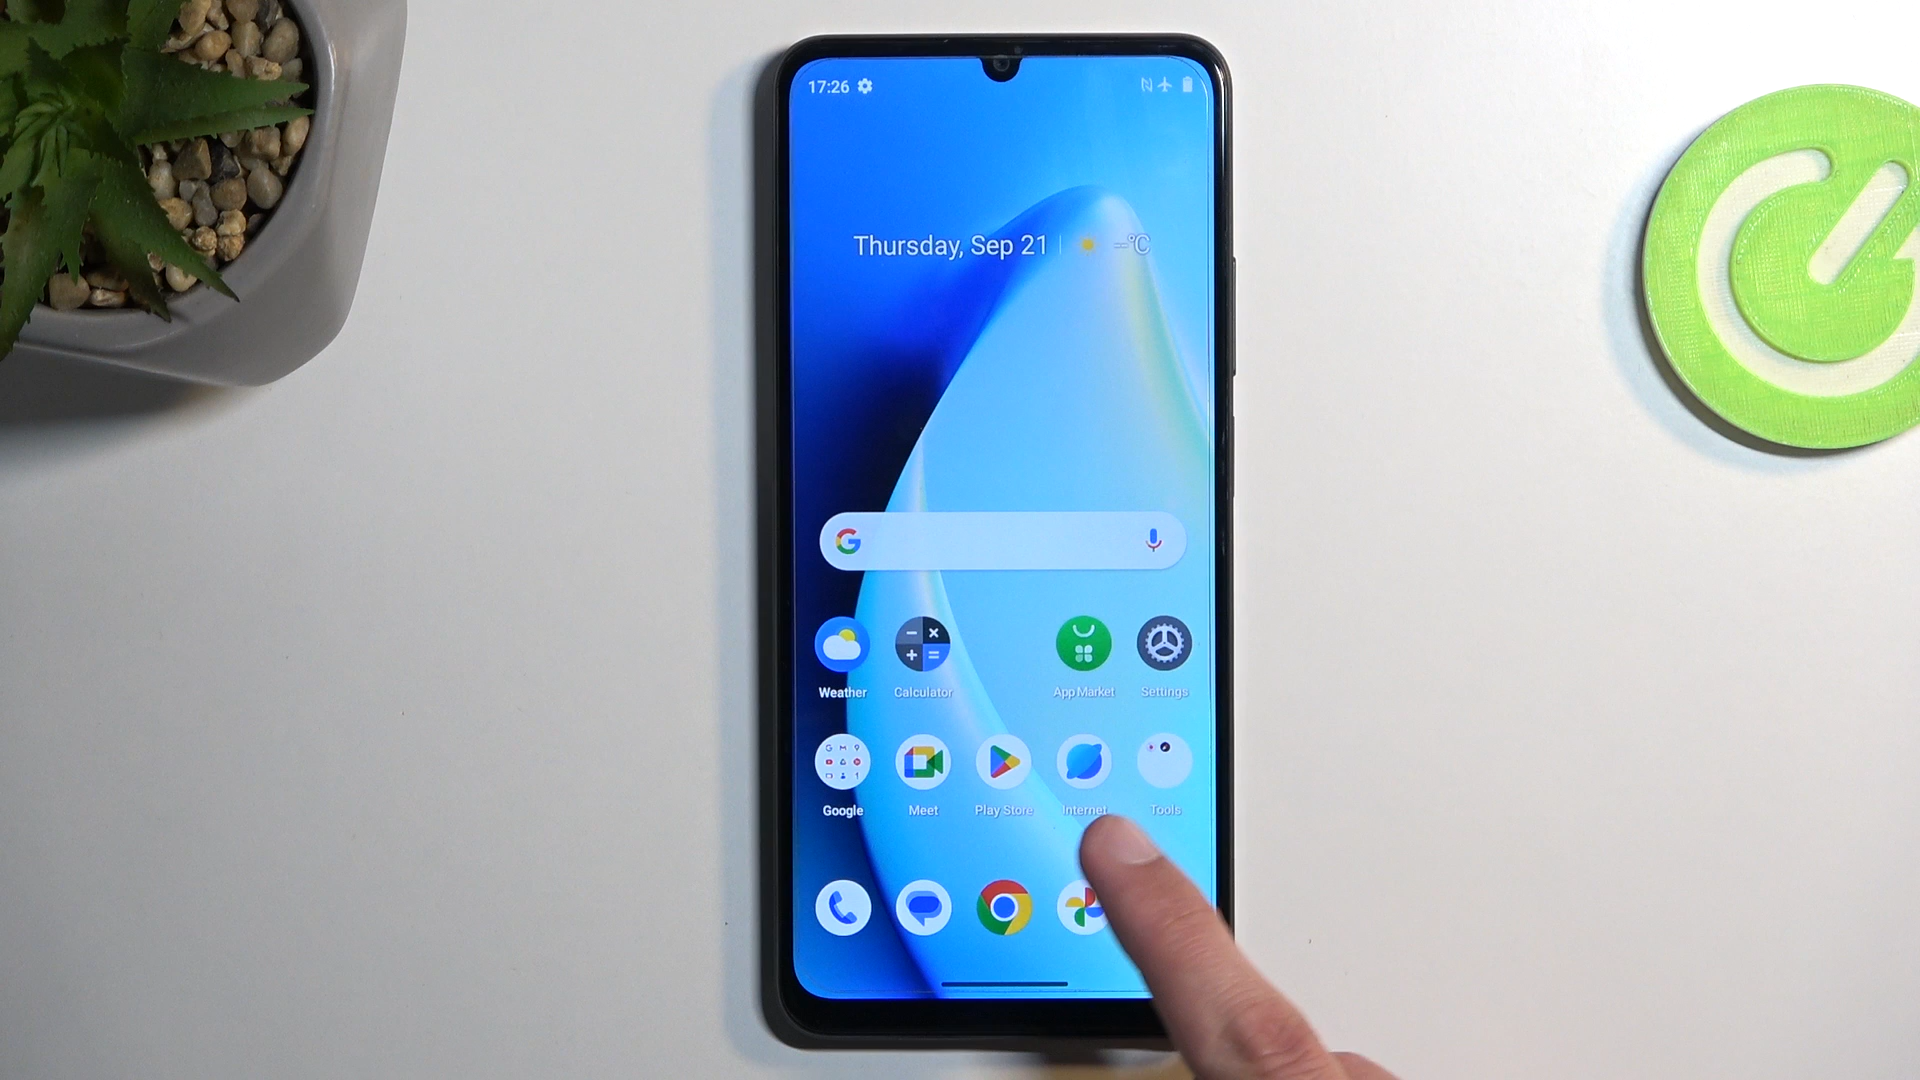 17:26
Thursday, Sep 21 | --°C
Weather Calculator App Market Settings
Google Meet Play Store Internet Tools